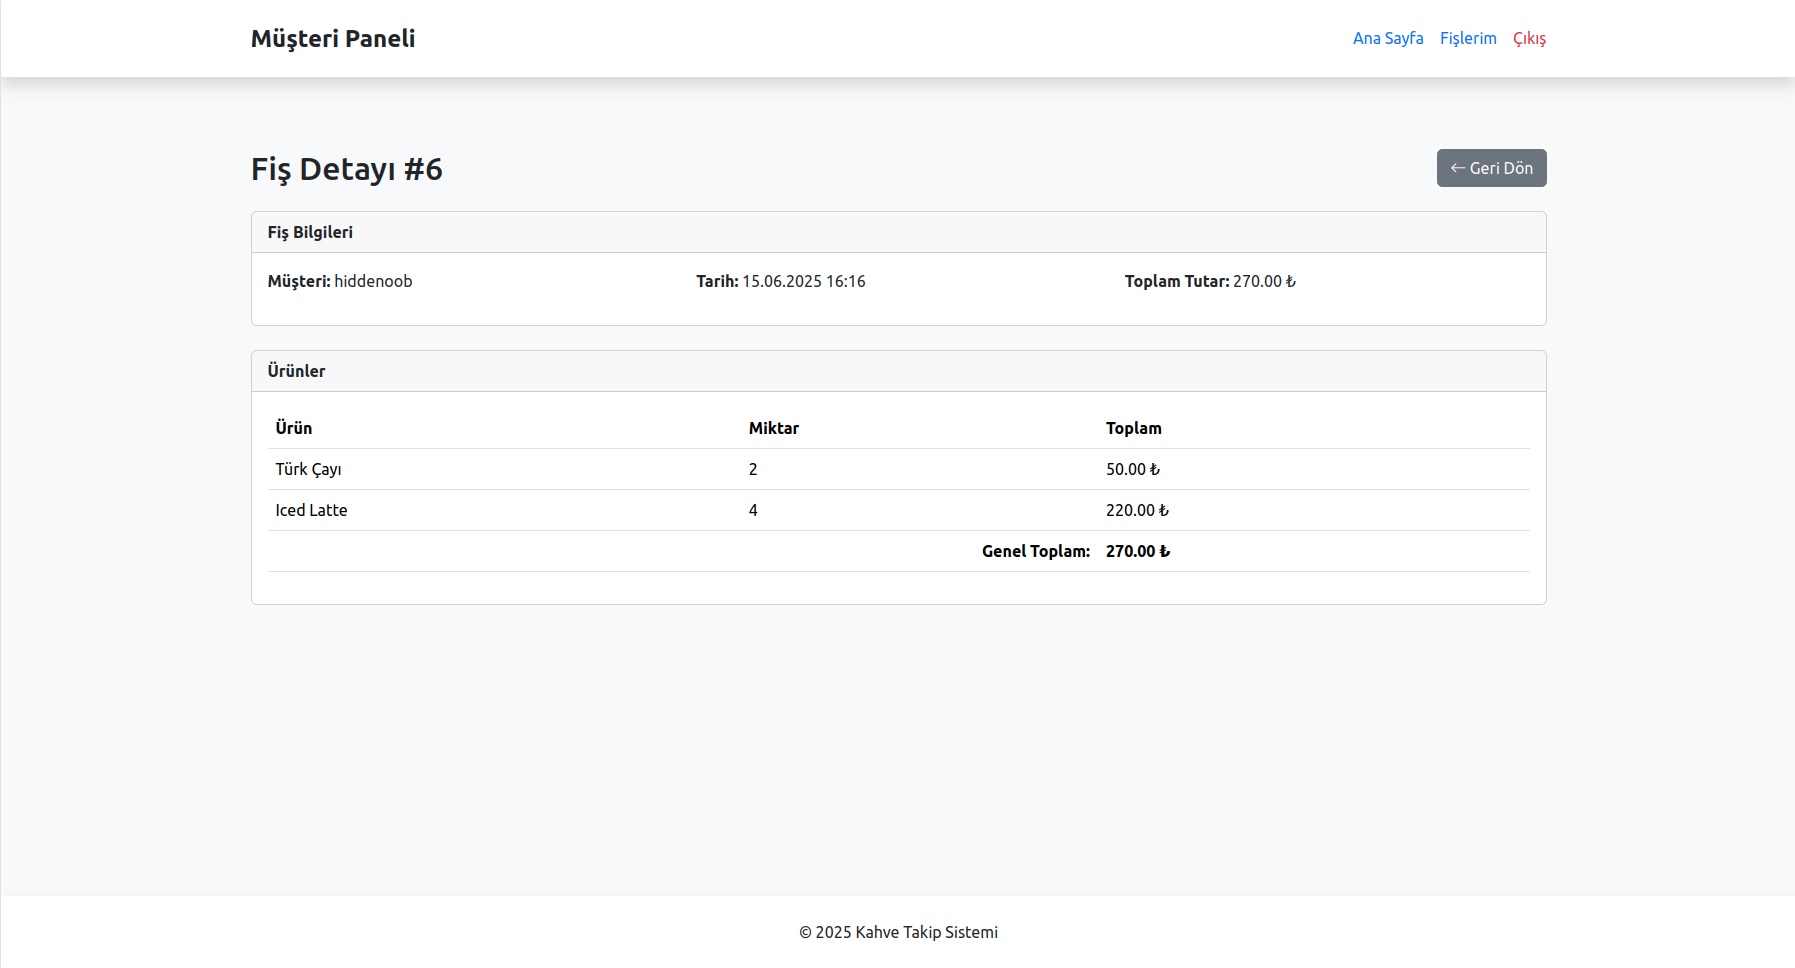 Müşteri Paneli
Ana Sayfa Fişlerim Çıkış
Fiş Detayı #6
← Geri Dön
Fiş Bilgileri
Müşteri: hiddenoob Tarih: 15.06.2025 16:16 Toplam Tutar: 270.00 ₺
Ürünler
Ürün Miktar Toplam
Türk Çayı 2 50.00 ₺
Iced Latte 4 220.00 ₺
Genel Toplam: 270.00 ₺
© 2025 Kahve Takip Sistemi